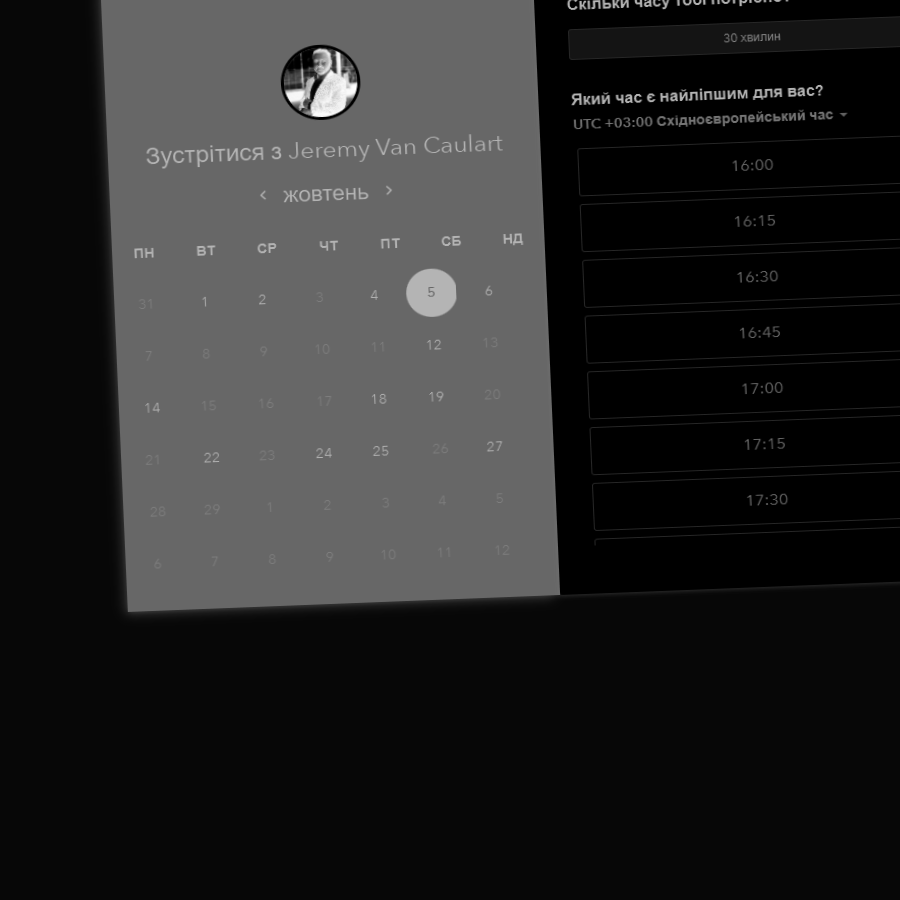 Зустрітися з Jeremy Van Caulart
‹ жовтень ›
ПН ВТ СР ЧТ ПТ СБ НД
31 1 2 3 4 5 6
7 8 9 10 11 12 13
14 15 16 17 18 19 20
21 22 23 24 25 26 27
28 29 1 2 3 4 5
6 7 8 9 10 11 12
Скільки часу тобі потрібно?
30 хвилин
Який час є найліпшим для вас?
UTC +03:00 Східноєвропейський час
16:00
16:15
16:30
16:45
17:00
17:15
17:30